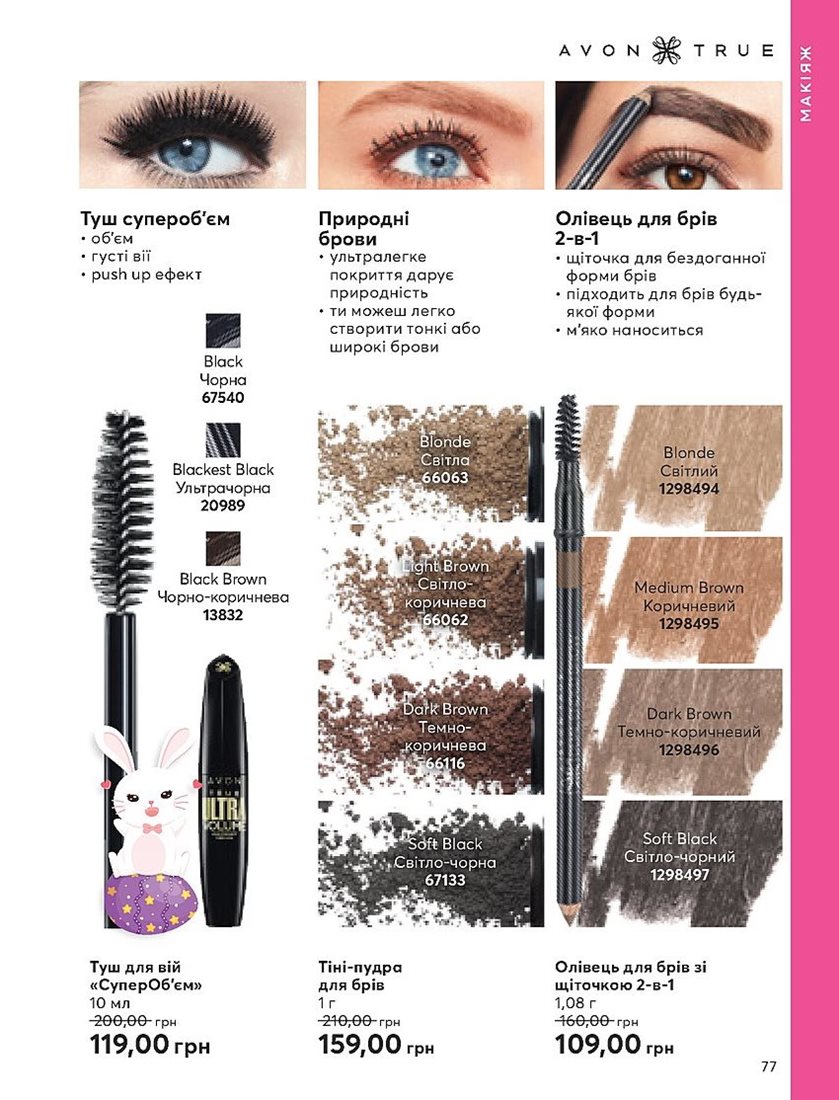 AVON TRUE
МАКІЯЖ
Туш супероб'єм
• об'єм
• густі вії
• push up ефект
Black
Чорна
67540
Blackest Black
Ультрачорна
20989
Black Brown
Чорно-коричнева
13832
AVON
TRUE
ULTRA
VOLUME
Туш для вій
«СуперОб'єм»
10 мл
200,00 грн
119,00 грн
Природні
брови
• ультралегке
покриття дарує
природність
• ти можеш легко
створити тонкі або
широкі брови
Blonde
Світла
66063
Light Brown
Світло-
коричнева
66062
Dark Brown
Темно-
коричнева
66116
Soft Black
Світло-чорна
67133
Тіні-пудра
для брів
1 г
210,00 грн
159,00 грн
Олівець для брів
2-в-1
• щіточка для бездоганної
форми брів
• підходить для брів будь-
якої форми
• м'яко наноситься
Blonde
Світлий
1298494
Medium Brown
Коричневий
1298495
Dark Brown
Темно-коричневий
1298496
Soft Black
Світло-чорний
1298497
Олівець для брів зі
щіточкою 2-в-1
1,08 г
160,00 грн
109,00 грн
77